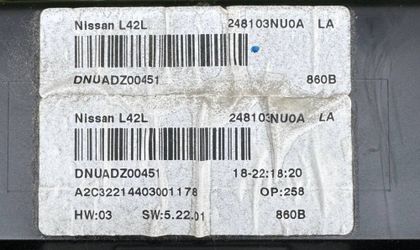 Nissan L42L 248103NU0A LA
DNUADZ00451 860B
Nissan L42L 248103NU0A LA
DNUADZ00451 18-22:18:20
A2C32214403001178 OP:258
HW:03 SW:5.22.01 860B